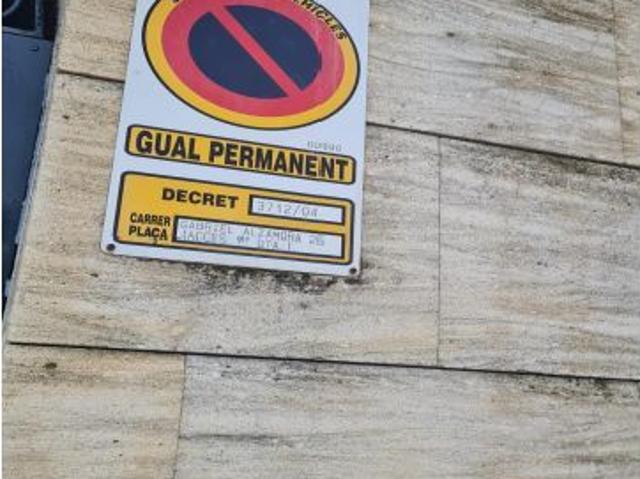 VEHICLES
GUAL PERMANENT
DECRET 3712/04
CARRER GABRIEL ALZAMORA 26
PLAÇA